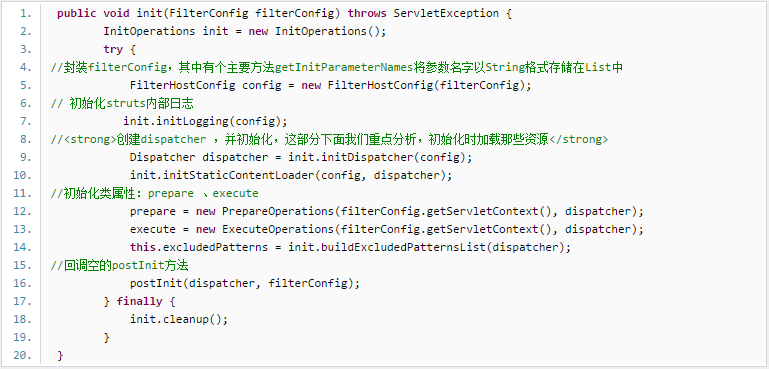 1. public void init(FilterConfig filterConfig) throws ServletException {
2. InitOperations init = new InitOperations();
3. try {
4. //封装filterConfig，其中有个主要方法getInitParameterNames将参数名字以String格式存储在List中
5. FilterHostConfig config = new FilterHostConfig(filterConfig);
6. // 初始化struts内部日志
7. init.initLogging(config);
8. //<strong>创建dispatcher ，并初始化，这部分下面我们重点分析，初始化时加载那些资源</strong>
9. Dispatcher dispatcher = init.initDispatcher(config);
10. init.initStaticContentLoader(config, dispatcher);
11. //初始化类属性：prepare 、execute
12. prepare = new PrepareOperations(filterConfig.getServletContext(), dispatcher);
13. execute = new ExecuteOperations(filterConfig.getServletContext(), dispatcher);
14. this.excludedPatterns = init.buildExcludedPatternsList(dispatcher);
15. //回调空的postInit方法
16. postInit(dispatcher, filterConfig);
17. } finally {
18. init.cleanup();
19. }
20. }